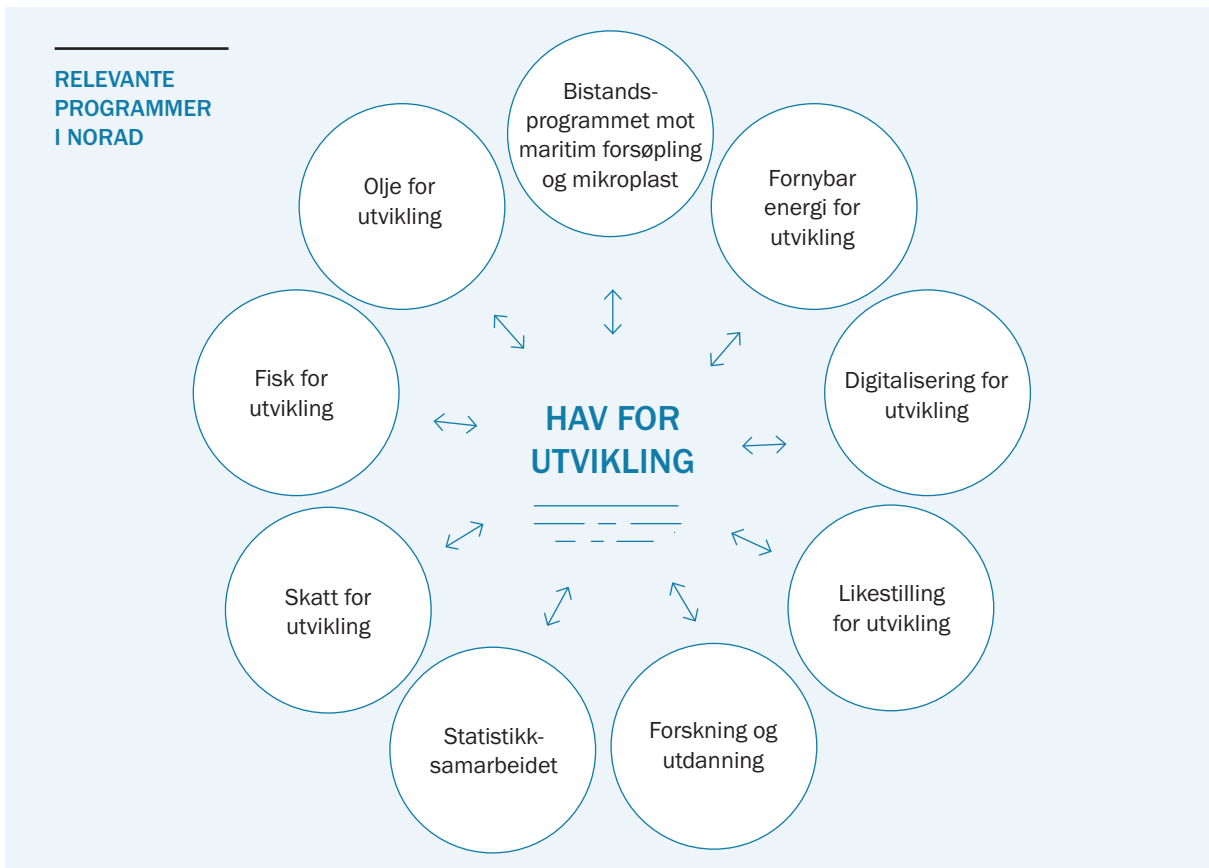 RELEVANTE
PROGRAMMER
I NORAD
Bistands-
programmet mot
maritim forsøpling
og mikroplast
Fornybar
energi for
utvikling
Digitalisering for
utvikling
Likestilling
for utvikling
Forskning og
utdanning
Statistikk-
samarbeidet
Skatt for
utvikling
Fisk for
utvikling
Olje for
utvikling
HAV FOR
UTVIKLING